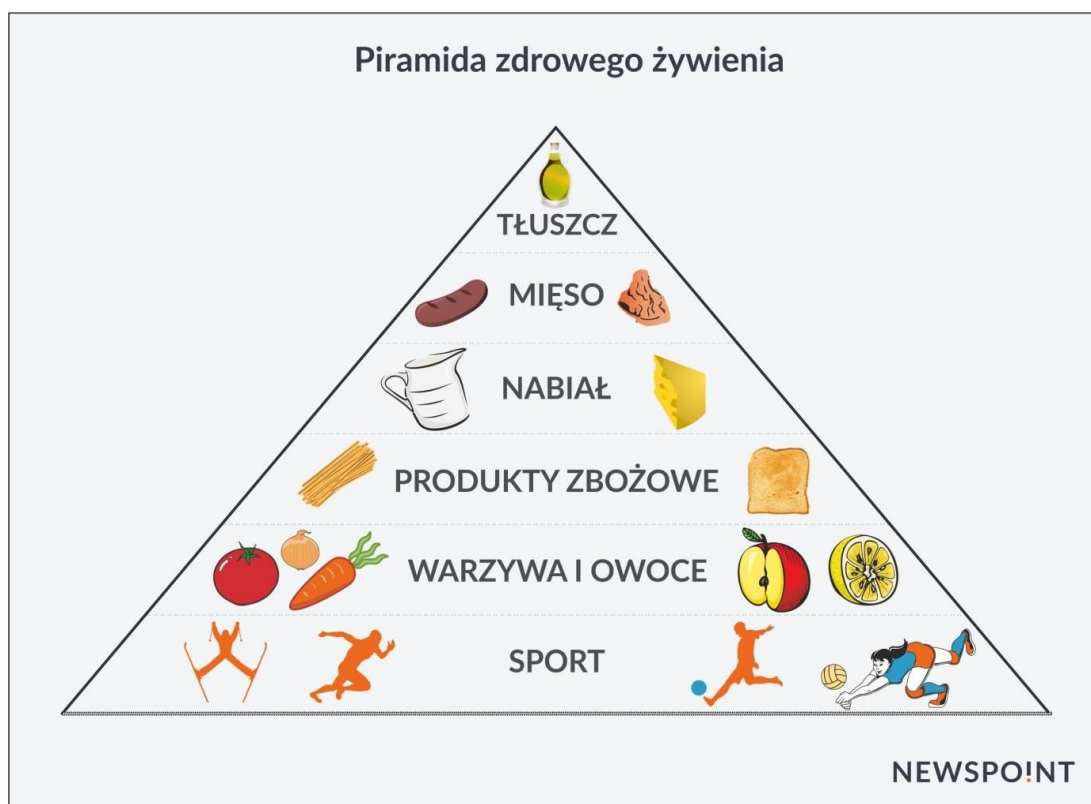 Piramida zdrowego żywienia
TŁUSZCZ
MIĘSO
NABIAŁ
PRODUKTY ZBOŻOWE
WARZYWA I OWOCE
SPORT
NEWSPO!NT